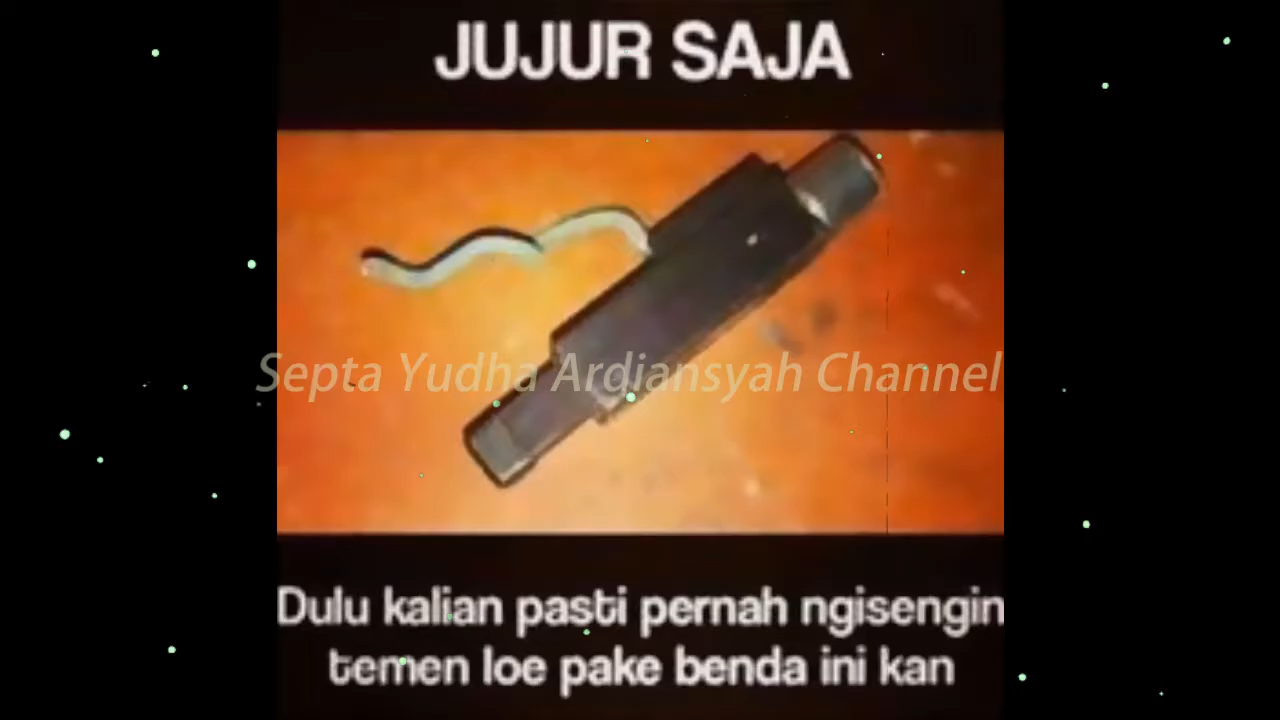 JUJUR SAJA
Septa Yudha Ardiansyah Channel
Dulu kalian pasti pernah ngisengin
temen loe pake benda ini kan